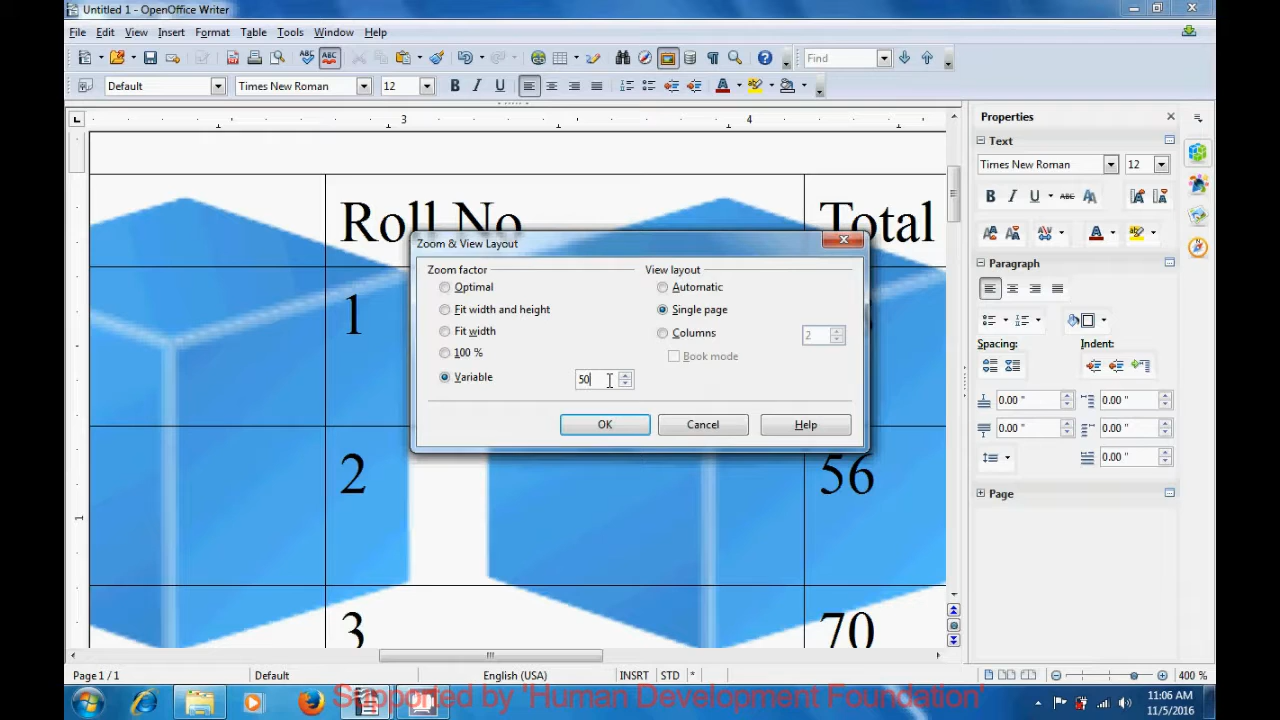 Untitled 1 - OpenOffice Writer
File Edit View Insert Format Table Tools Window Help
Find
Default Times New Roman 12 B I U
3 4
Properties
Text
Times New Roman 12
B I U ABC
Paragraph
Spacing: Indent:
0.00 " 0.00 "
0.00 " 0.00 "
0.00 "
Page
Roll No Total
1
2 56
3 70
1
Zoom & View Layout
Zoom factor View layout
Optimal Automatic
Fit width and height Single page
Fit width Columns 2
100 % Book mode
Variable 50
OK Cancel Help
Page 1 / 1 Default English (USA) INSRT STD * 400 %
Supported by 'Human Development Foundation'
11:06 AM
11/5/2016